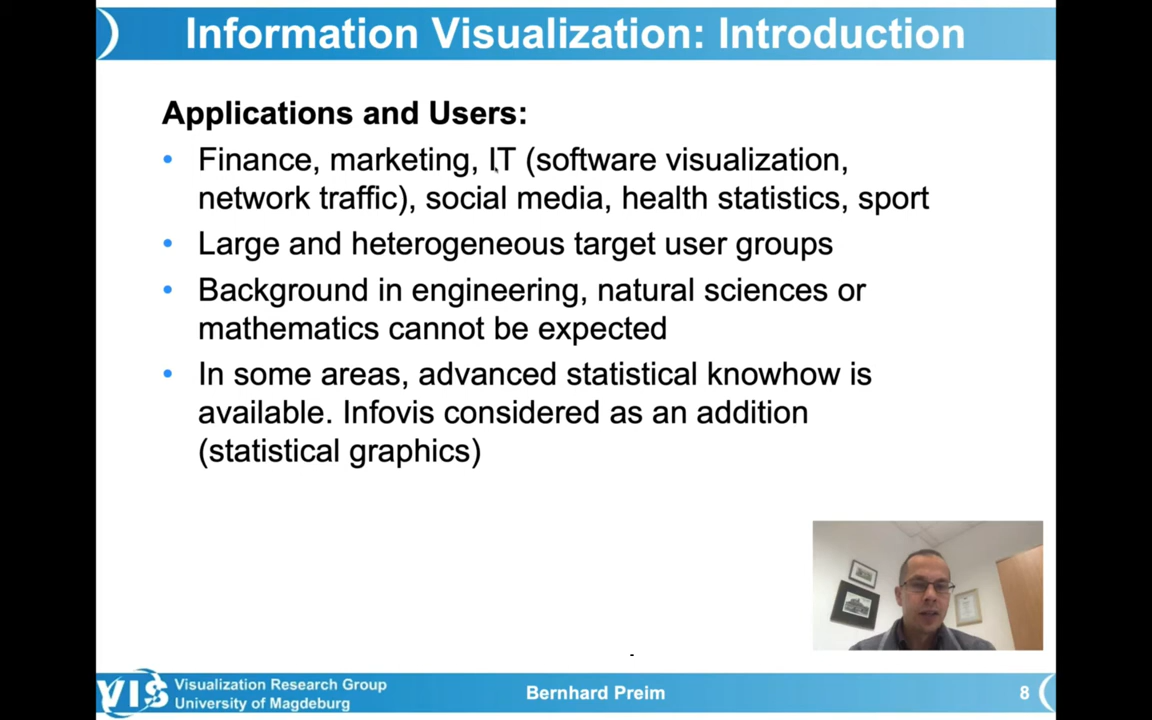 Information Visualization: Introduction
Applications and Users:
• Finance, marketing, IT (software visualization,
network traffic), social media, health statistics, sport
• Large and heterogeneous target user groups
• Background in engineering, natural sciences or
mathematics cannot be expected
• In some areas, advanced statistical knowhow is
available. Infovis considered as an addition
(statistical graphics)
VIS
Visualization Research Group
University of Magdeburg
Bernhard Preim
8